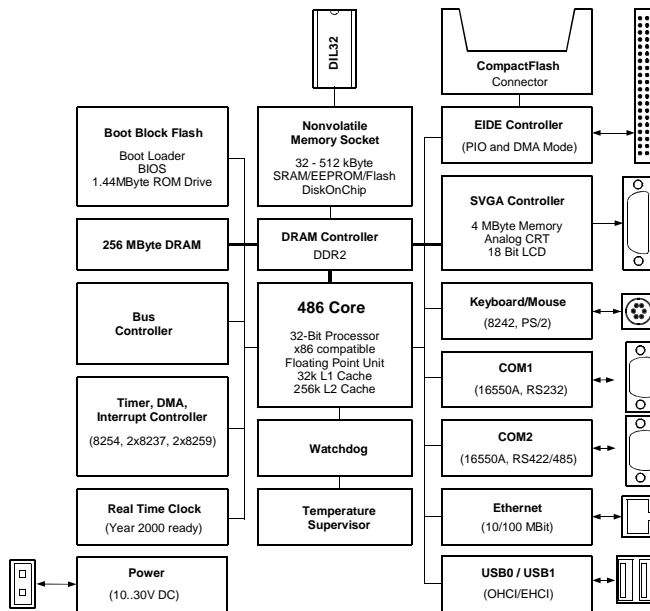 DIL32
CompactFlash
Connector
Boot Block Flash
Boot Loader
BIOS
1.44MByte ROM Drive
Nonvolatile
Memory Socket
32 - 512 kByte
SRAM/EEPROM/Flash
DiskOnChip
EIDE Controller
(PIO and DMA Mode)
256 MByte DRAM
DRAM Controller
DDR2
SVGA Controller
4 MByte Memory
Analog CRT
18 Bit LCD
Bus
Controller
486 Core
32-Bit Processor
x86 compatible
Floating Point Unit
32k L1 Cache
256k L2 Cache
Keyboard/Mouse
(8242, PS/2)
COM1
(16550A, RS232)
Timer, DMA,
Interrupt Controller
(8254, 2x8237, 2x8259)
Watchdog
COM2
(16550A, RS422/485)
Real Time Clock
(Year 2000 ready)
Temperature
Supervisor
Ethernet
(10/100 MBit)
Power
(10..30V DC)
USB0 / USB1
(OHCI/EHCI)